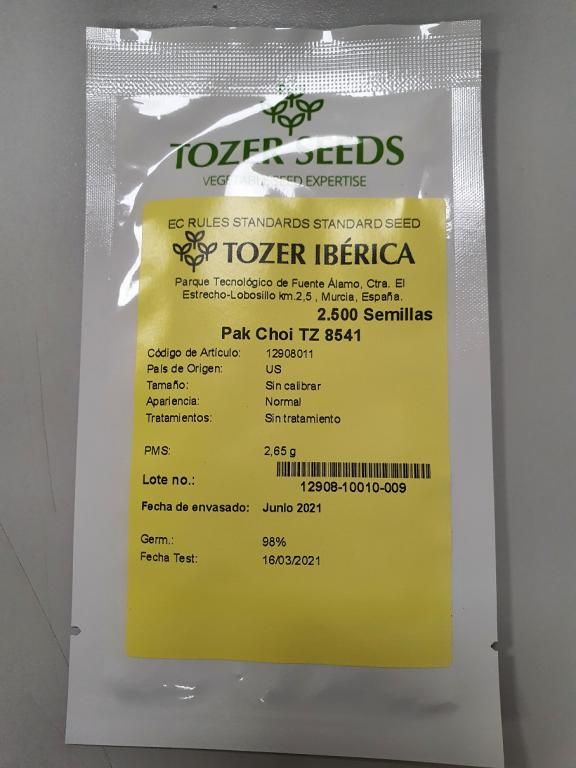 TOZER SEEDS
VEGETABLE SEED EXPERTISE
EC RULES STANDARDS STANDARD SEED
TOZER IBÉRICA
Parque Tecnológico de Fuente Álamo, Ctra. El
Estrecho-Lobosillo km.2,5 , Murcia, España.
2.500 Semillas
Pak Choi TZ 8541
Código de Artículo: 12908011
País de Origen: US
Tamaño: Sin calibrar
Apariencia: Normal
Tratamientos: Sin tratamiento
PMS: 2,65 g
Lote no.: 12908-10010-009
Fecha de envasado: Junio 2021
Germ.: 98%
Fecha Test: 16/03/2021